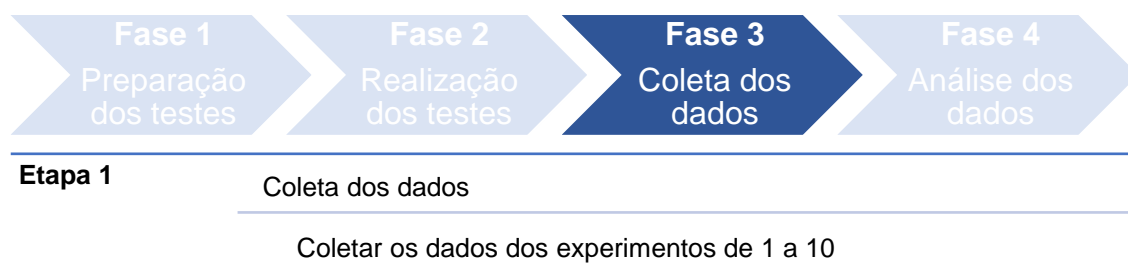 Fase 1
Preparação
dos testes
Fase 2
Realização
dos testes
Fase 3
Coleta dos
dados
Fase 4
Análise dos
dados
Etapa 1
Coleta dos dados
Coletar os dados dos experimentos de 1 a 10